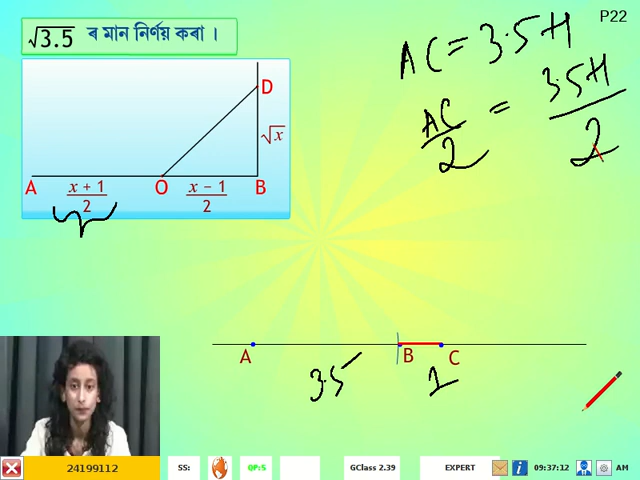 P22
√3.5 ৰ মান নিৰ্ণয় কৰা ।
AC = 3.5+1
AC/2 = 3.5+1/2
D
√x
A O B
x + 1/2 x − 1/2
A B C
3.5 1
24199112 SS: OP:5 GClass 2.39 EXPERT 09:37:12 AM